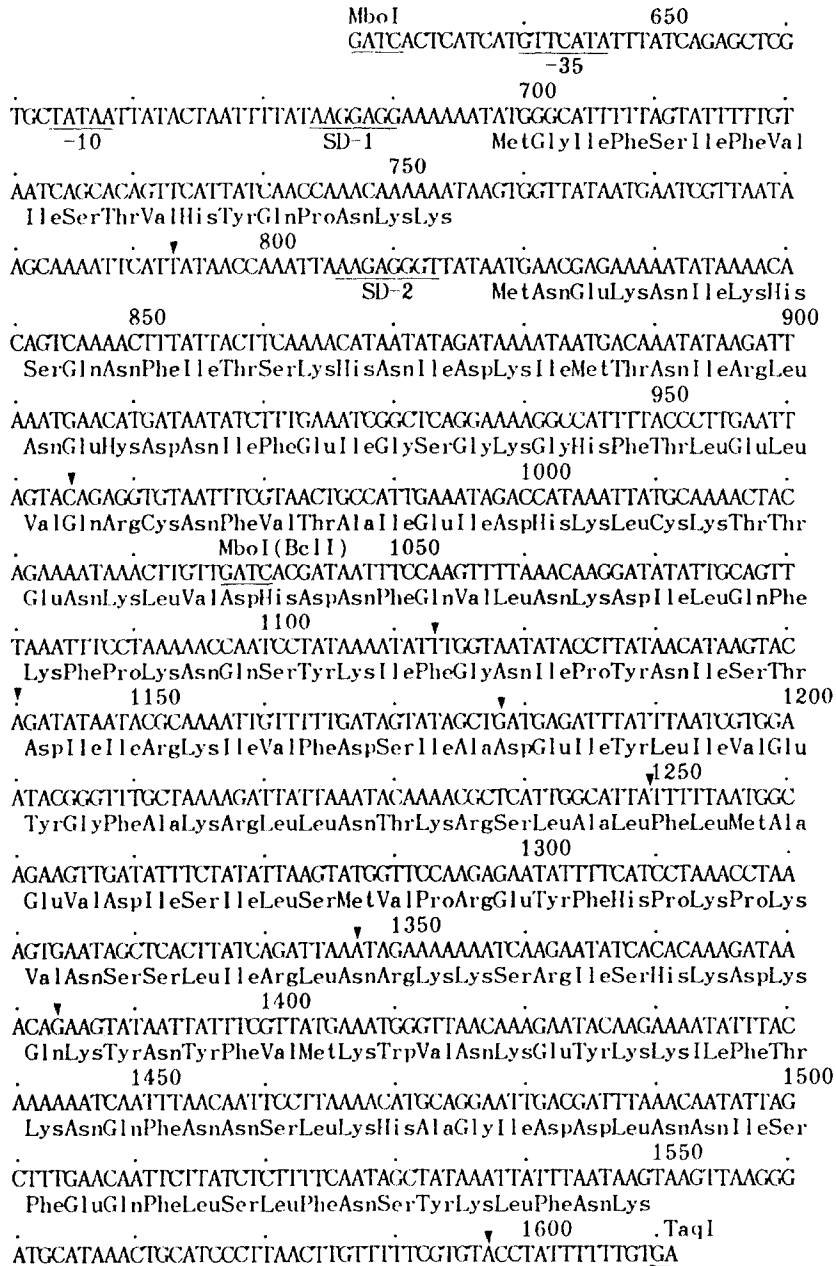 MboI 650
GATCACTCATCATGTTCATATTTATCAGAGCTCG
-35 700
TGCTATAATTATACTAATTTTATAAGGAGGAAAAAATATGGGCATTTTTAGTATTTTTGT
-10 SD-1 MetGlyIlePheSerIlePheVal
750
AATCAGCACAGTTCATTATCAACCAAACAAAAAATAAGTGGTTATAATGAATCGTTAATA
IleSerThrValHisTyrGlnProAsnLysLys
800
AGCAAAATTCATTATAACCAAATTAAAGAGGGTTATAATGAACGAGAAAAATATAAAACA
SD-2 MetAsnGluLysAsnIleLysHis
850 900
CAGTCAAAACTTTATTACTTCAAAACATAATATAGATAAAATAATGACAAATATAAGATT
SerGlnAsnPheIleThrSerLysHisAsnIleAspLysIleMetThrAsnIleArgLeu
950
AAATGAACATGATAATATCTTTGAAATCGGCTCAGGAAAAGGCCATTTTACCCTTGAATT
AsnGluHysAspAsnIlePheGluIleGlySerGlyLysGlyHisPheThrLeuGluLeu
1000
AGTACAGAGGTGTAATTTCGTAACTGCCATTGAAATAGACCATAAATTATGCAAAACTAC
ValGlnArgCysAsnPheValThrAlaIleGluIleAspHisLysLeuCysLysThrThr
MboI(BclI) 1050
AGAAAATAAACTTGTTGATCACGATAATTTCCAAGTTTTAAACAAGGATATATTGCAGTT
GluAsnLysLeuValAspHisAspAsnPheGlnValLeuAsnLysAspIleLeuGlnPhe
1100
TAAATTTCCTAAAAACCAATCCTATAAAATATTTGGTAATATACCTTATAACATAAGTAC
LysPheProLysAsnGlnSerTyrLysIlePheGlyAsnIleProTyrAsnIleSerThr
1150 1200
AGATATAATACGCAAAATTGTTTTTGATAGTATAGCTGATGAGATTTATTTAATCGTGGA
AspIleIleArgLysIleValPheAspSerIleAlaAspGluIleTyrLeuIleValGlu
1250
ATACGGGTTTGCTAAAAGATTATTAAATACAAAACGCTCATTGGCATTATTTTTAATGGC
TyrGlyPheAlaLysArgLeuLeuAsnThrLysArgSerLeuAlaLeuPheLeuMetAla
1300
AGAAGTTGATATTTCTATATTAAGTATGGTTCCAAGAGAATATTTTCATCCTAAACCTAA
GluValAspIleSerIleLeuSerMetValProArgGluTyrPheHisProLysProLys
1350
AGTGAATAGCTCACTTATCAGATTAAATAGAAAAAAATCAAGAATATCACACAAAGATAA
ValAsnSerSerLeuIleArgLeuAsnArgLysLysSerArgIleSerHisLysAspLys
1400
ACAGAAGTATAATTATTTCGTTATGAAATGGGTTAACAAAGAATACAAGAAAATATTTAC
GlnLysTyrAsnTyrPheValMetLysTrpValAsnLysGluTyrLysLysILePheThr
1450 1500
AAAAAATCAATTTAACAATTCCTTAAAACATGCAGGAATTGACGATTTAAACAATATTAG
LysAsnGlnPheAsnAsnSerLeuLysHisAlaGlyIleAspAspLeuAsnAsnIleSer
1550
CTTTGAACAATTCTTATCTCTTTTCAATAGCTATAAATTATTTAATAAGTAAGTTAAGGG
PheGluGlnPheLeuSerLeuPheAsnSerTyrLysLeuPheAsnLys
1600 TaqI
ATGCATAAACTGCATCCCTTAACTTGTTTTTCGTGTACCTATTTTTTGTGA